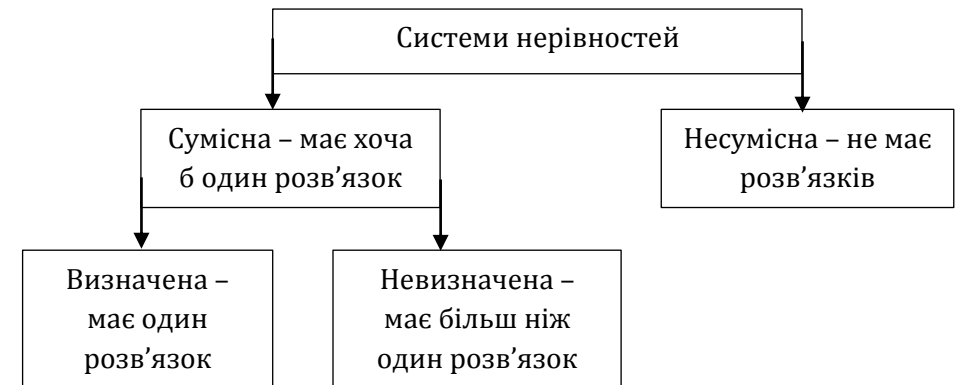 Системи нерівностей
Сумісна – має хоча
б один розв’язок
Несумісна – не має
розв’язків
Визначена –
має один
розв’язок
Невизначена –
має більш ніж
один розв’язок